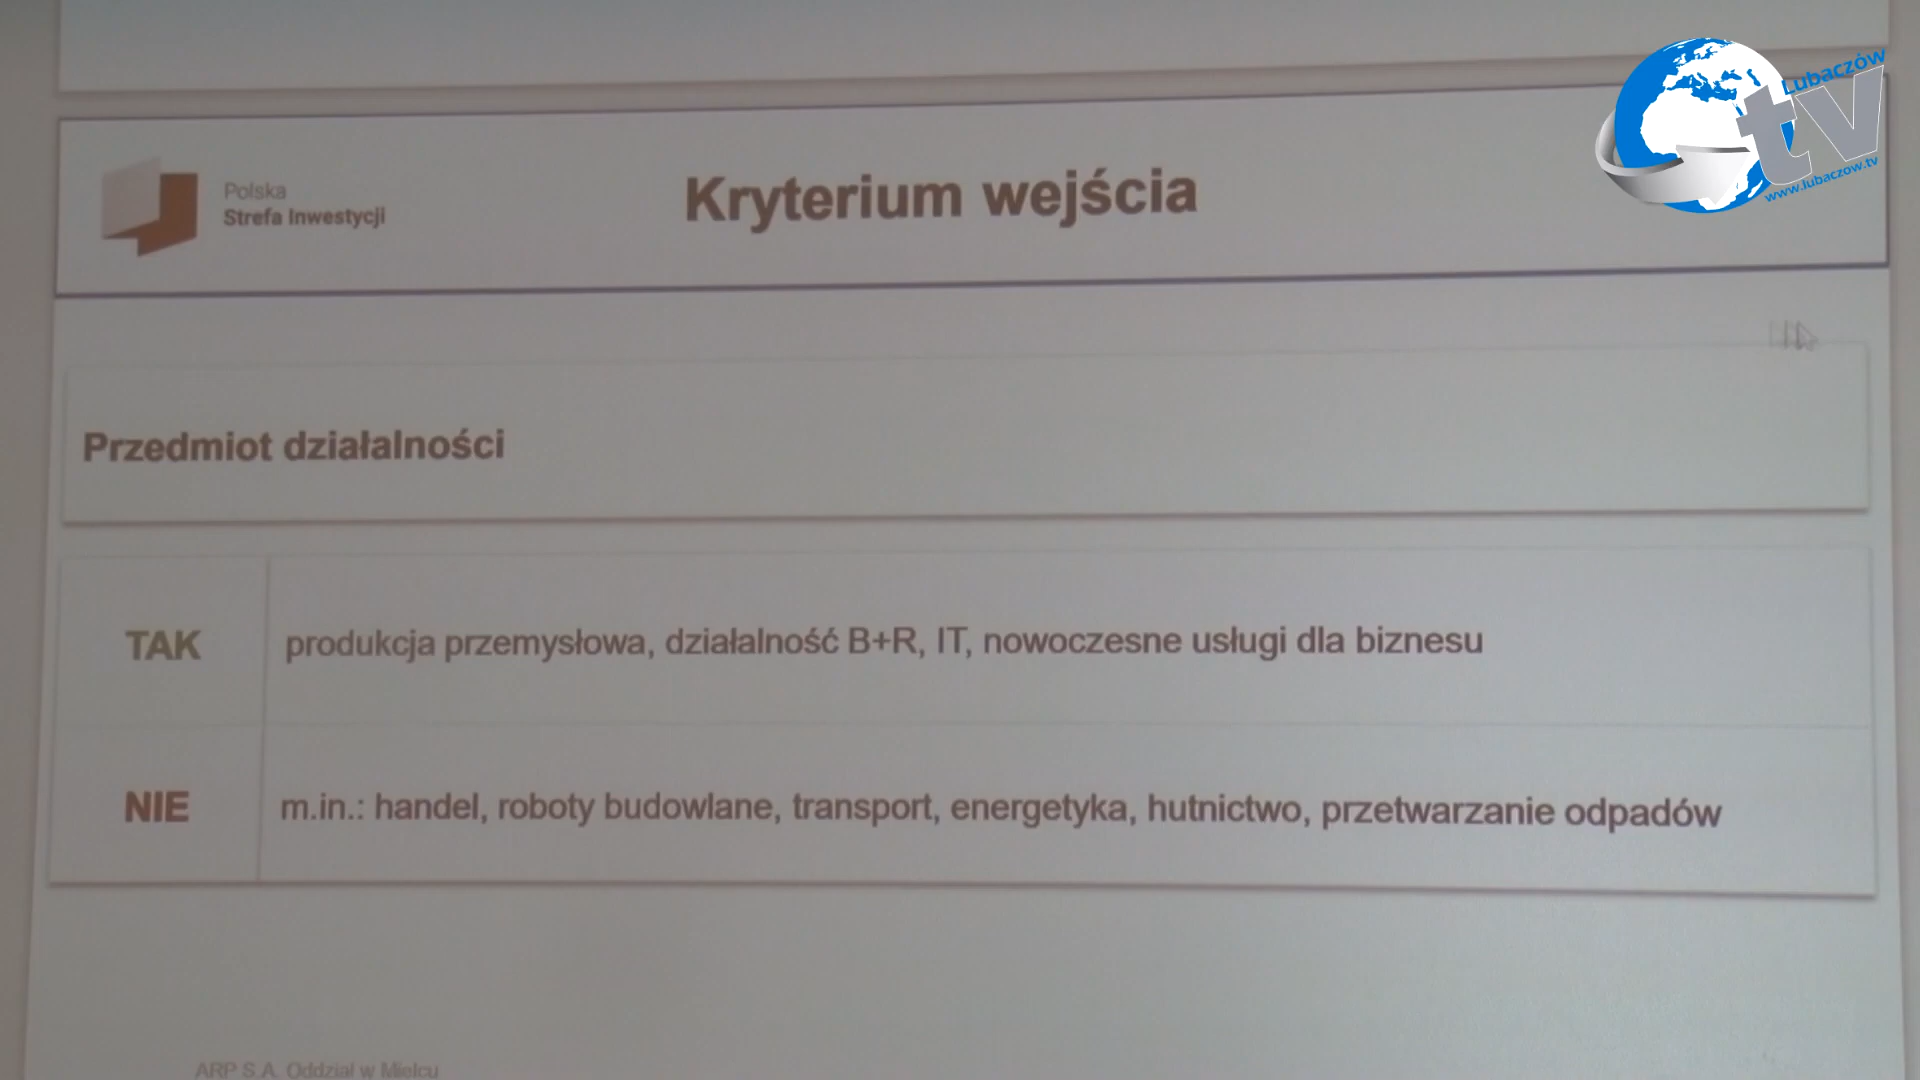 Lubaczów
tv
www.lubaczow.tv
Polska
Strefa Inwestycji
Kryterium wejścia
Przedmiot działalności
TAK
produkcja przemysłowa, działalność B+R, IT, nowoczesne usługi dla biznesu
NIE
m.in.: handel, roboty budowlane, transport, energetyka, hutnictwo, przetwarzanie odpadów
ARP S.A. Oddział w Mielcu